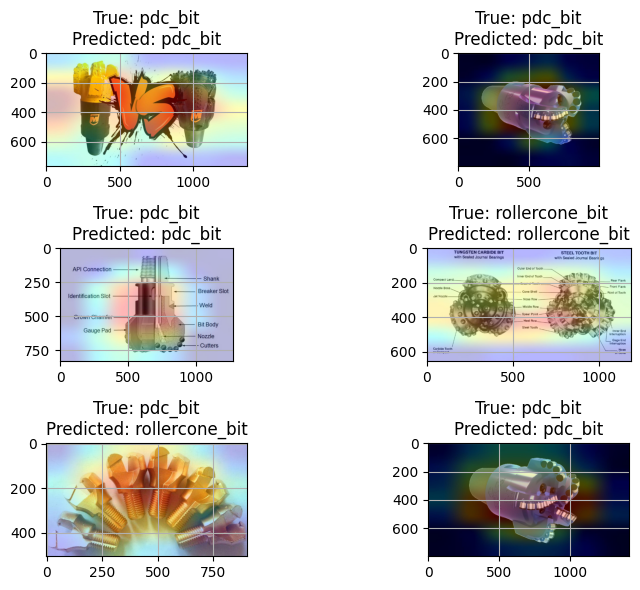 True: pdc_bit
Predicted: pdc_bit
0
200
400
600
0
500
1000
VS
True: pdc_bit
Predicted: pdc_bit
0
200
400
600
0
500
1000
True: pdc_bit
Predicted: pdc_bit
0
250
500
750
0
500
1000
API Connection
Shank
Identification Slot
Breaker Slot
Weld
Crown Chamfer
Gauge Pad
Bit Body
Nozzle
Cutters
True: rollercone_bit
Predicted: rollercone_bit
0
200
400
600
0
500
1000
TUNGSTEN CARBIDE BIT
with Sealed Journal Bearings
STEEL TOOTH BIT
with Sealed Journal Bearings
True: pdc_bit
Predicted: rollercone_bit
0
200
400
0
250
500
750
True: pdc_bit
Predicted: pdc_bit
0
200
400
600
0
500
1000